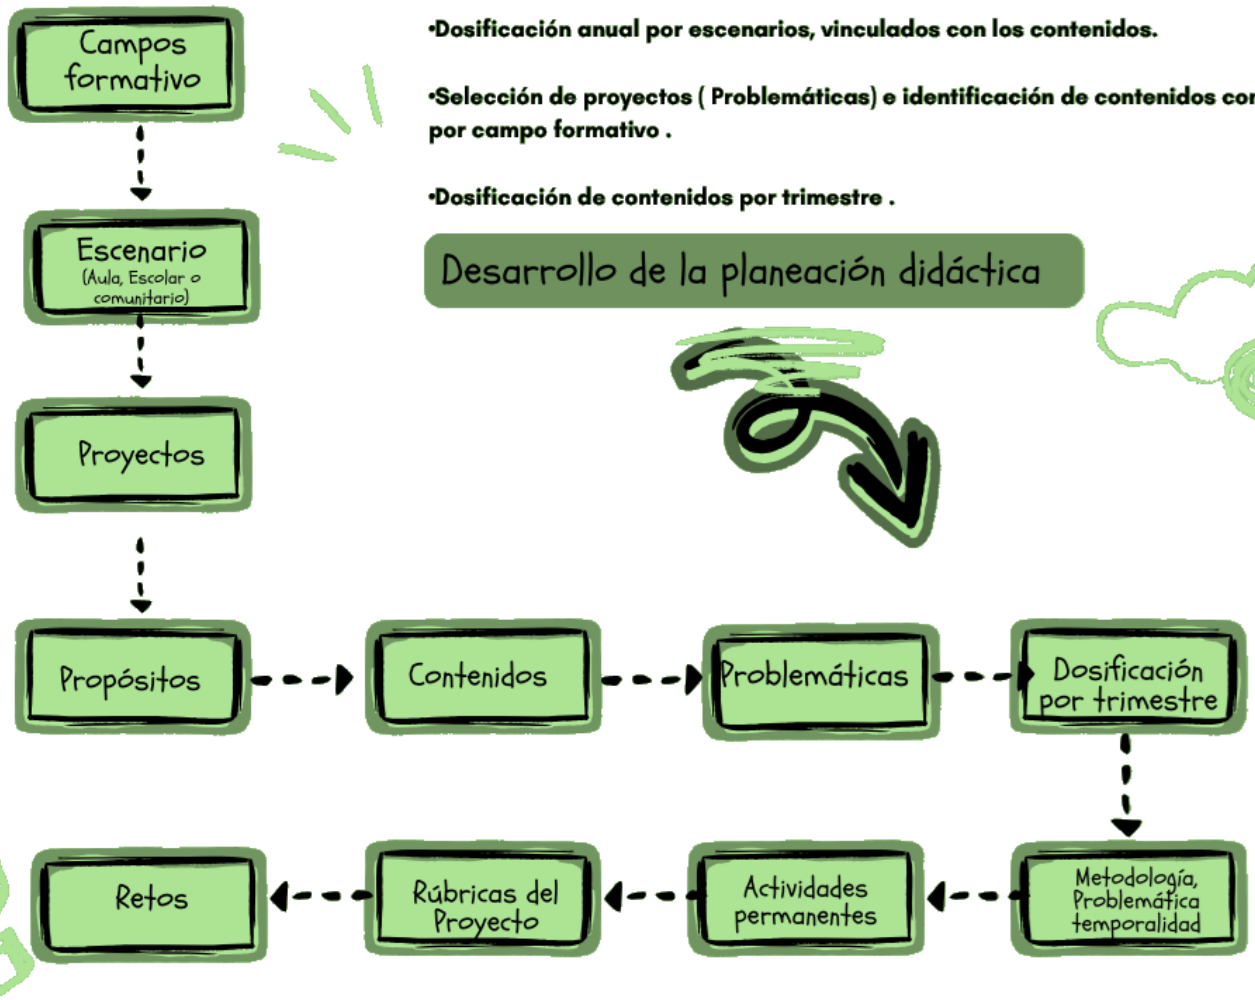 Campos
formativo
•Dosificación anual por escenarios, vinculados con los contenidos.
•Selección de proyectos ( Problemáticas) e identificación de contenidos
por campo formativo .
•Dosificación de contenidos por trimestre .
Escenario
(Aula, Escolar o
comunitario)
Desarrollo de la planeación didáctica
Proyectos
Propósitos
Contenidos
Problemáticas
Dosificación
por trimestre
Retos
Rúbricas del
Proyecto
Actividades
permanentes
Metodología,
Problemática
temporalidad